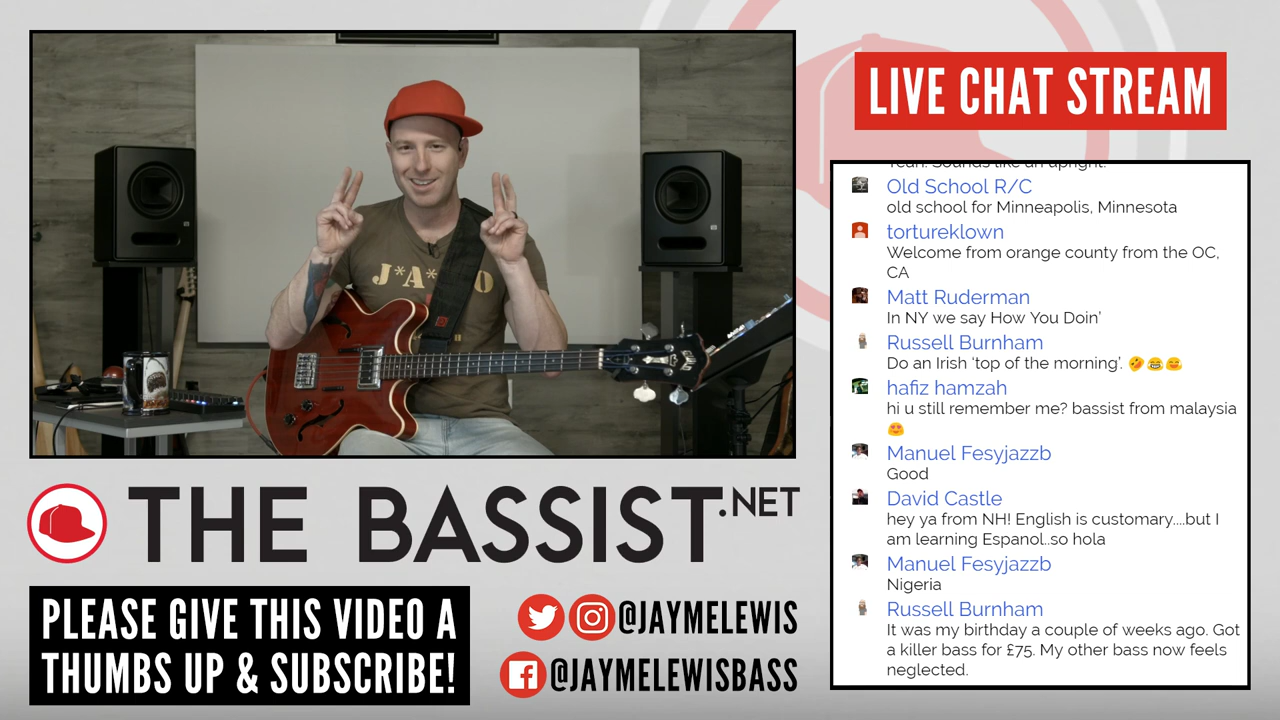 LIVE CHAT STREAM
Yeah. Sounds like an upright.
Old School R/C
old school for Minneapolis, Minnesota
tortureklown
Welcome from orange county from the OC,
CA
Matt Ruderman
In NY we say How You Doin'
Russell Burnham
Do an Irish 'top of the morning'. 🤣😂😄
hafiz hamzah
hi u still remember me? bassist from malaysia
😍
Manuel Fesyjazzb
Good
David Castle
hey ya from NH! English is customary....but I
am learning Espanol..so hola
Manuel Fesyjazzb
Nigeria
Russell Burnham
It was my birthday a couple of weeks ago. Got
a killer bass for £75. My other bass now feels
neglected.
J*A*
THE BASSIST.NET
PLEASE GIVE THIS VIDEO A
THUMBS UP & SUBSCRIBE!
@JAYMELEWIS
@JAYMELEWISBASS